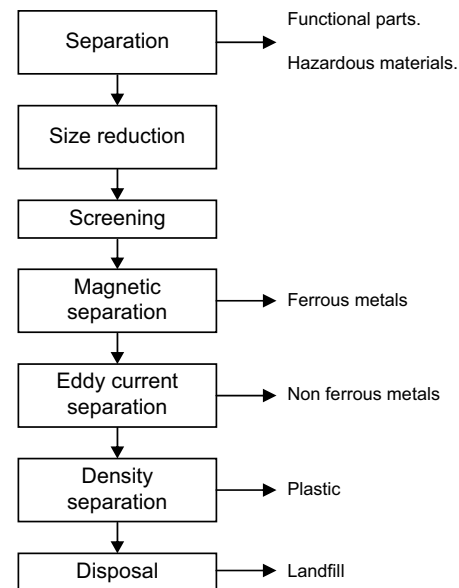 Separation
Functional parts.
Hazardous materials.
Size reduction
Screening
Magnetic
separation
Ferrous metals
Eddy current
separation
Non ferrous metals
Density
separation
Plastic
Disposal
Landfill